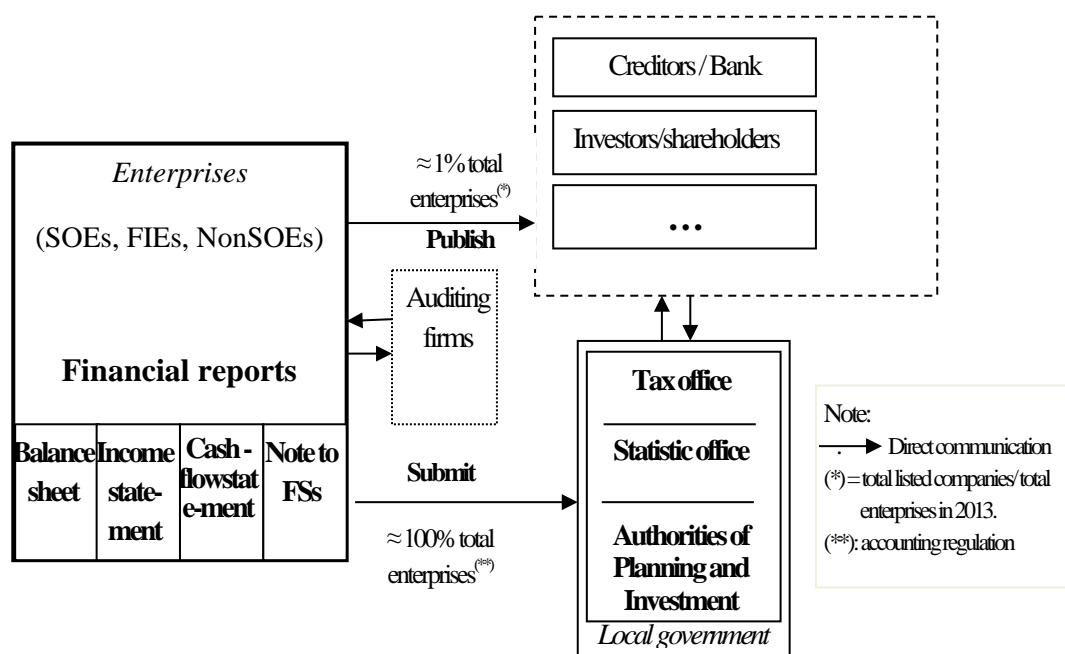 Enterprises
(SOEs, FIEs, NonSOEs)
Financial reports
Balance
sheet
Income
state-
ment
Cash -
flowstat
e-ment
Note to
FSs
≈ 1% total
enterprises(*)
Publish
Auditing
firms
Submit
≈ 100% total
enterprises(**)
Creditors / Bank
Investors/shareholders
...
Tax office
Statistic office
Authorities of
Planning and
Investment
Local government
Note:
Direct communication
(*) = total listed companies/ total
enterprises in 2013.
(**): accounting regulation